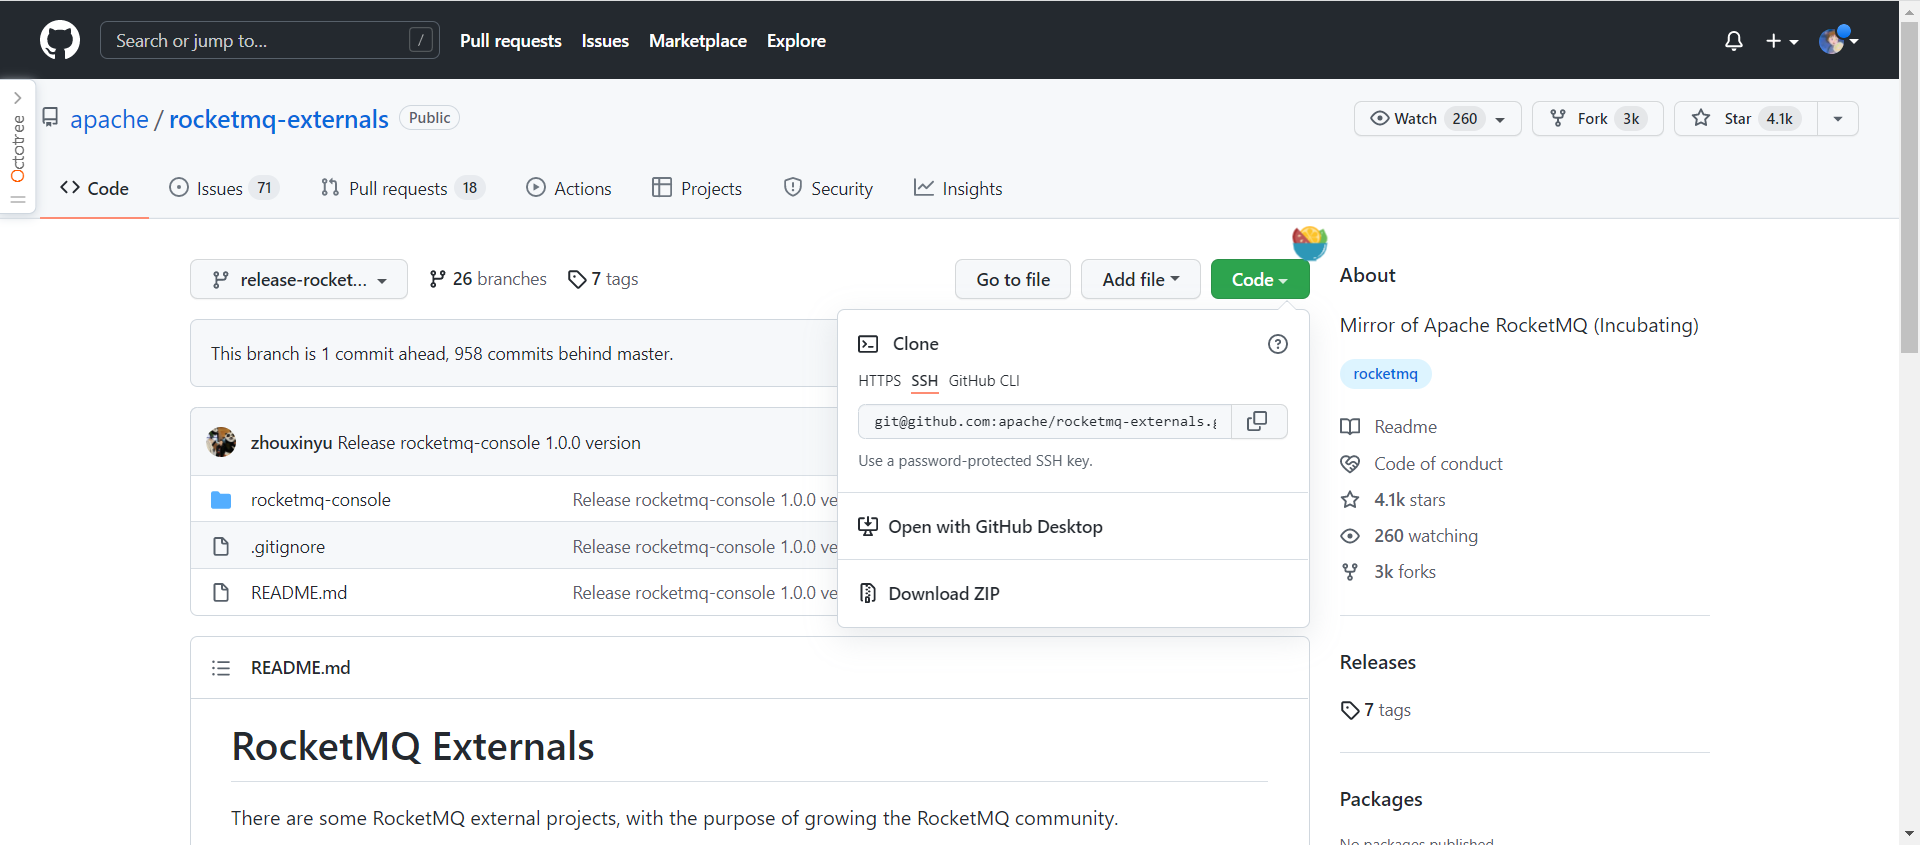 Search or jump to... / Pull requests Issues Marketplace Explore
Octotree
apache / rocketmq-externals Public Watch 260 Fork 3k Star 4.1k
Code Issues 71 Pull requests 18 Actions Projects Security Insights
release-rocket... 26 branches 7 tags Go to file Add file Code
This branch is 1 commit ahead, 958 commits behind master.
zhouxinyu Release rocketmq-console 1.0.0 version
rocketmq-console Release rocketmq-console 1.0.0 ve
.gitignore Release rocketmq-console 1.0.0 ve
README.md Release rocketmq-console 1.0.0 ve
Clone
HTTPS SSH GitHub CLI
git@github.com:apache/rocketmq-externals.g
Use a password-protected SSH key.
Open with GitHub Desktop
Download ZIP
README.md
RocketMQ Externals
There are some RocketMQ external projects, with the purpose of growing the RocketMQ community.
About
Mirror of Apache RocketMQ (Incubating)
rocketmq
Readme
Code of conduct
4.1k stars
260 watching
3k forks
Releases
7 tags
Packages
No packages published